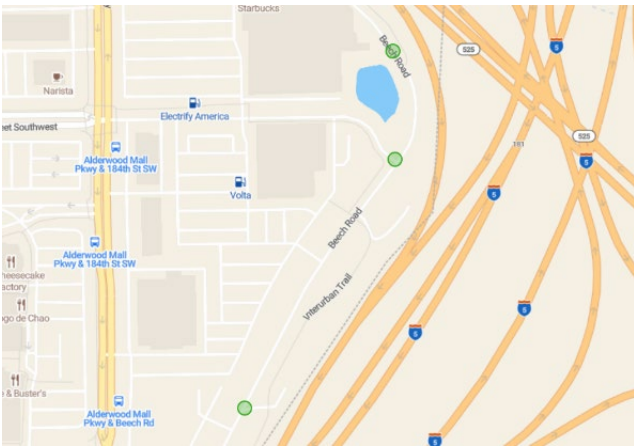 Starbucks
Beech Road
525
5
Narista
Electrify America
eet Southwest
525
Alderwood Mall
Pkwy & 184th St SW
193
5
Volta
5
Beech Road
Alderwood Mall
Pkwy & 184th St SW
heesecake
actory
Interurban Trail
go de Chao
5
5
e & Buster's
Alderwood Mall
Pkwy & Beech Rd
5